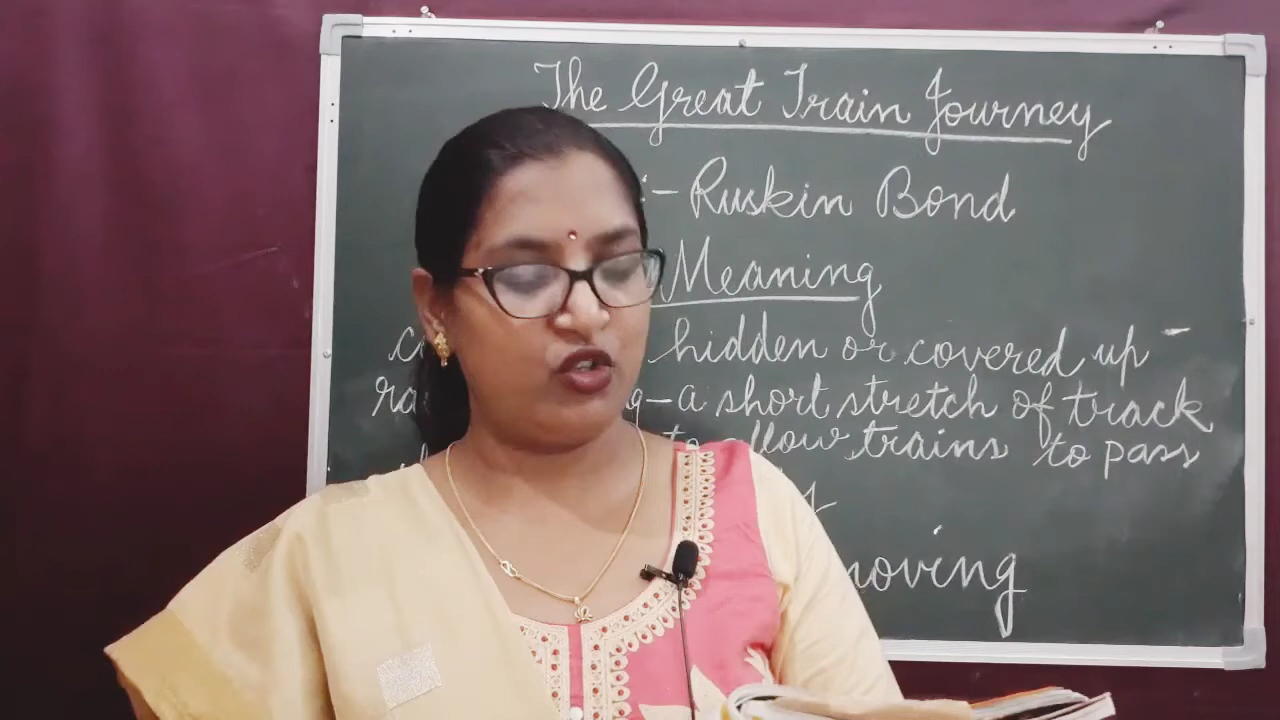 The Great Train Journey
:- Ruskin Bond
Meaning
hidden or covered up -
- a short stretch of track
to allow trains to pass
moving